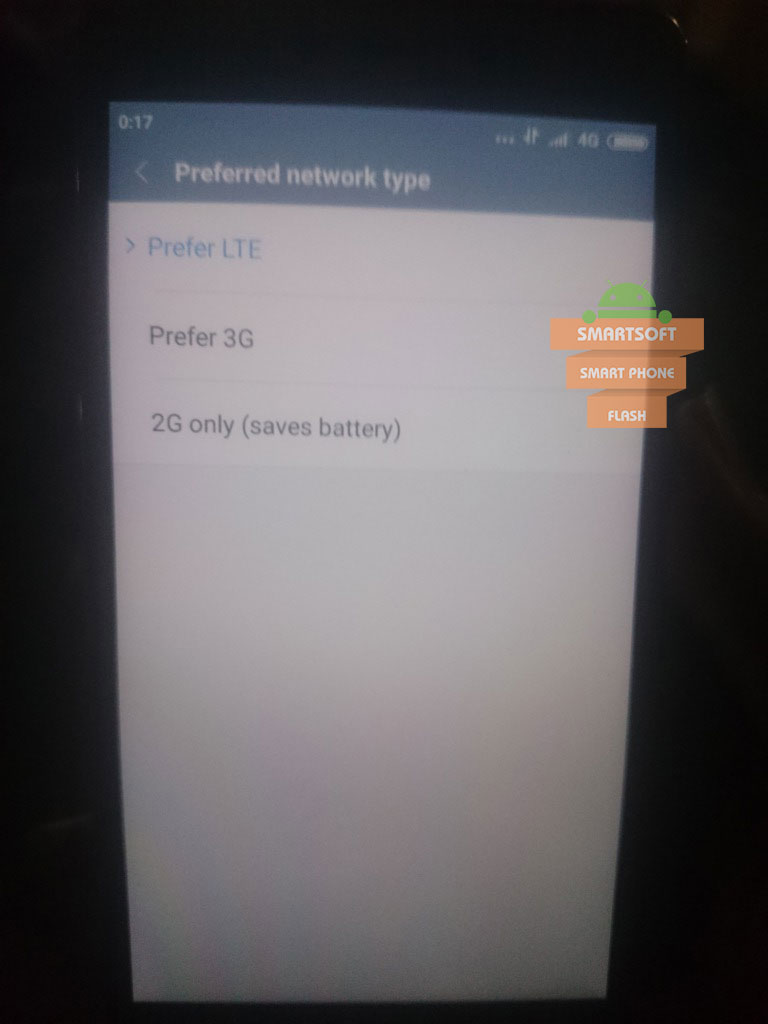 0:17
... 4G
Preferred network type
Prefer LTE
Prefer 3G
2G only (saves battery)
SMARTSOFT
SMART PHONE
FLASH